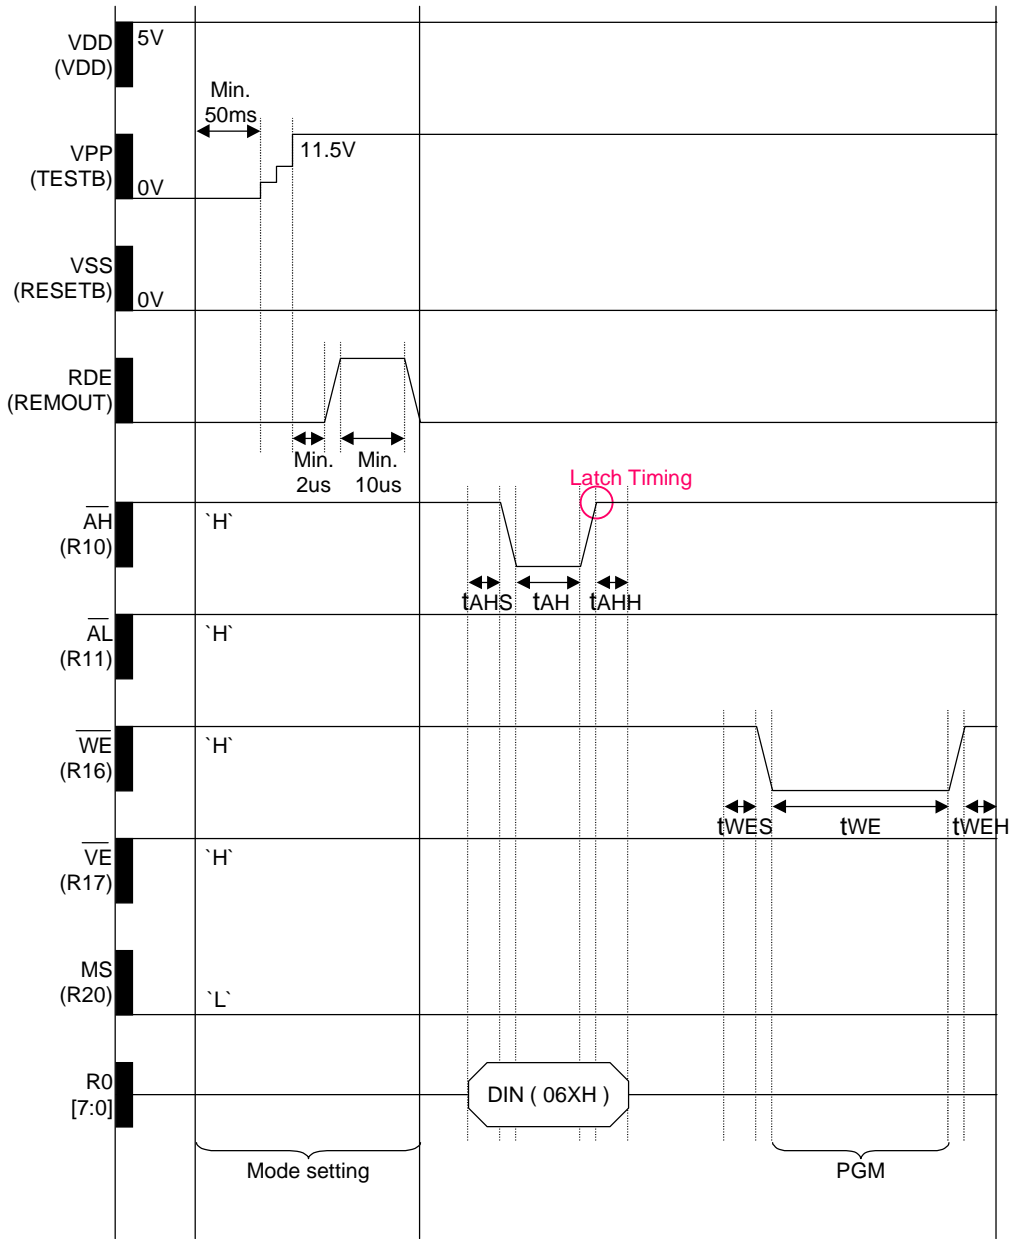 VDD
(VDD)
5V
Min.
50ms
VPP
(TESTB)
11.5V
0V
VSS
(RESETB)
0V
RDE
(REMOUT)
Min.
2us
Min.
10us
Latch Timing
AH
(R10)
`H`
tAHS
tAH
tAHH
AL
(R11)
`H`
WE
(R16)
`H`
tWES
tWE
tWEH
VE
(R17)
`H`
MS
(R20)
`L`
R0
[7:0]
DIN ( 06XH )
Mode setting
PGM